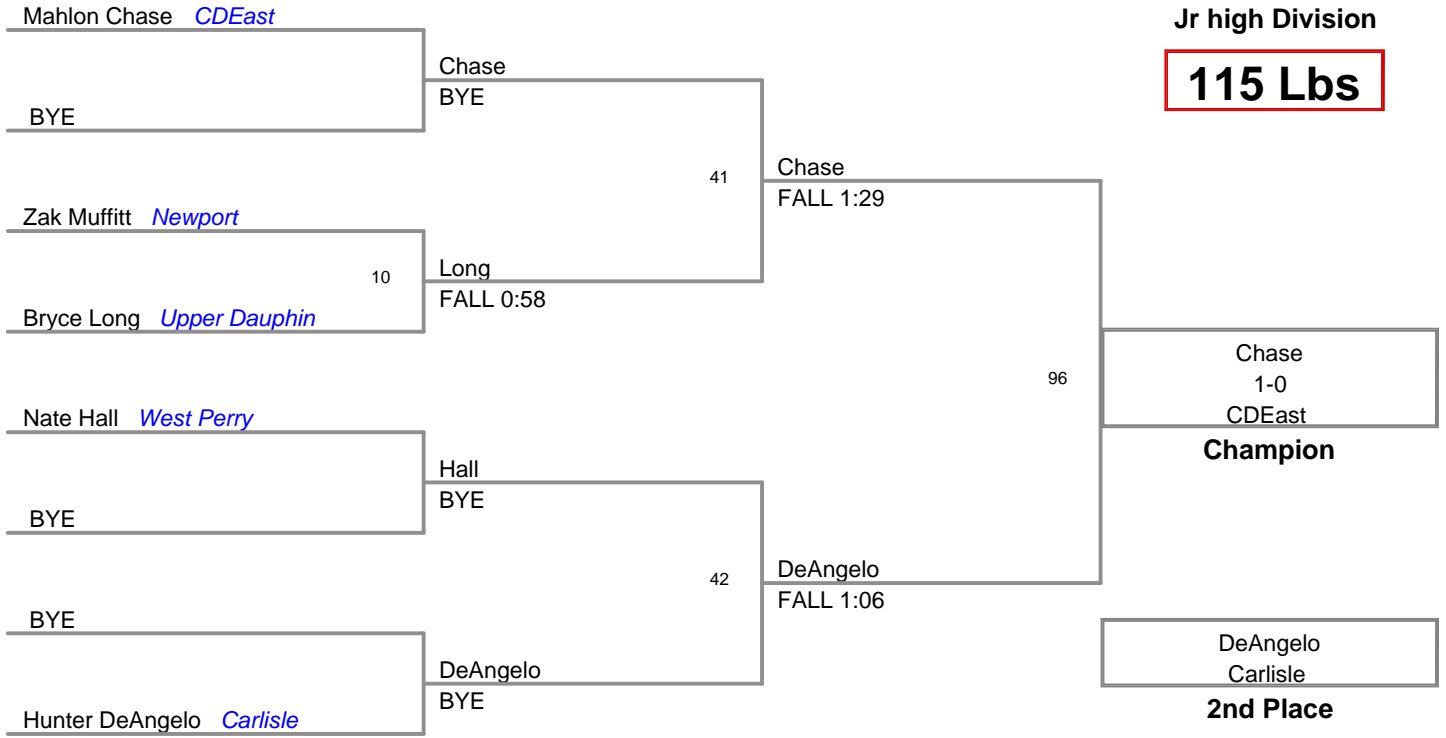 Mahlon Chase CDEast
BYE
Zak Muffitt Newport
Bryce Long Upper Dauphin
Nate Hall West Perry
BYE
BYE
Hunter DeAngelo Carlisle
10
Chase
BYE
Long
FALL 0:58
Hall
BYE
DeAngelo
BYE
41
42
Chase
FALL 1:29
DeAngelo
FALL 1:06
96
Jr high Division
115 Lbs
Chase
1-0
CDEast
Champion
DeAngelo
Carlisle
2nd Place